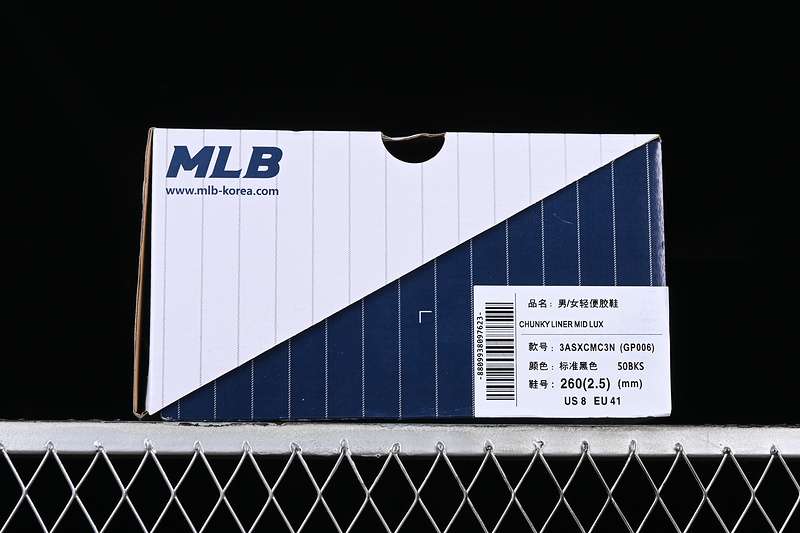 MLB
www.mlb-korea.com
-8809938097623-
品名：男/女轻便胶鞋
CHUNKY LINER MID LUX
款号：3ASXCMC3N (GP006)
颜色：标准黑色 50BKS
鞋号：260(2.5) (mm)
US 8 EU 41